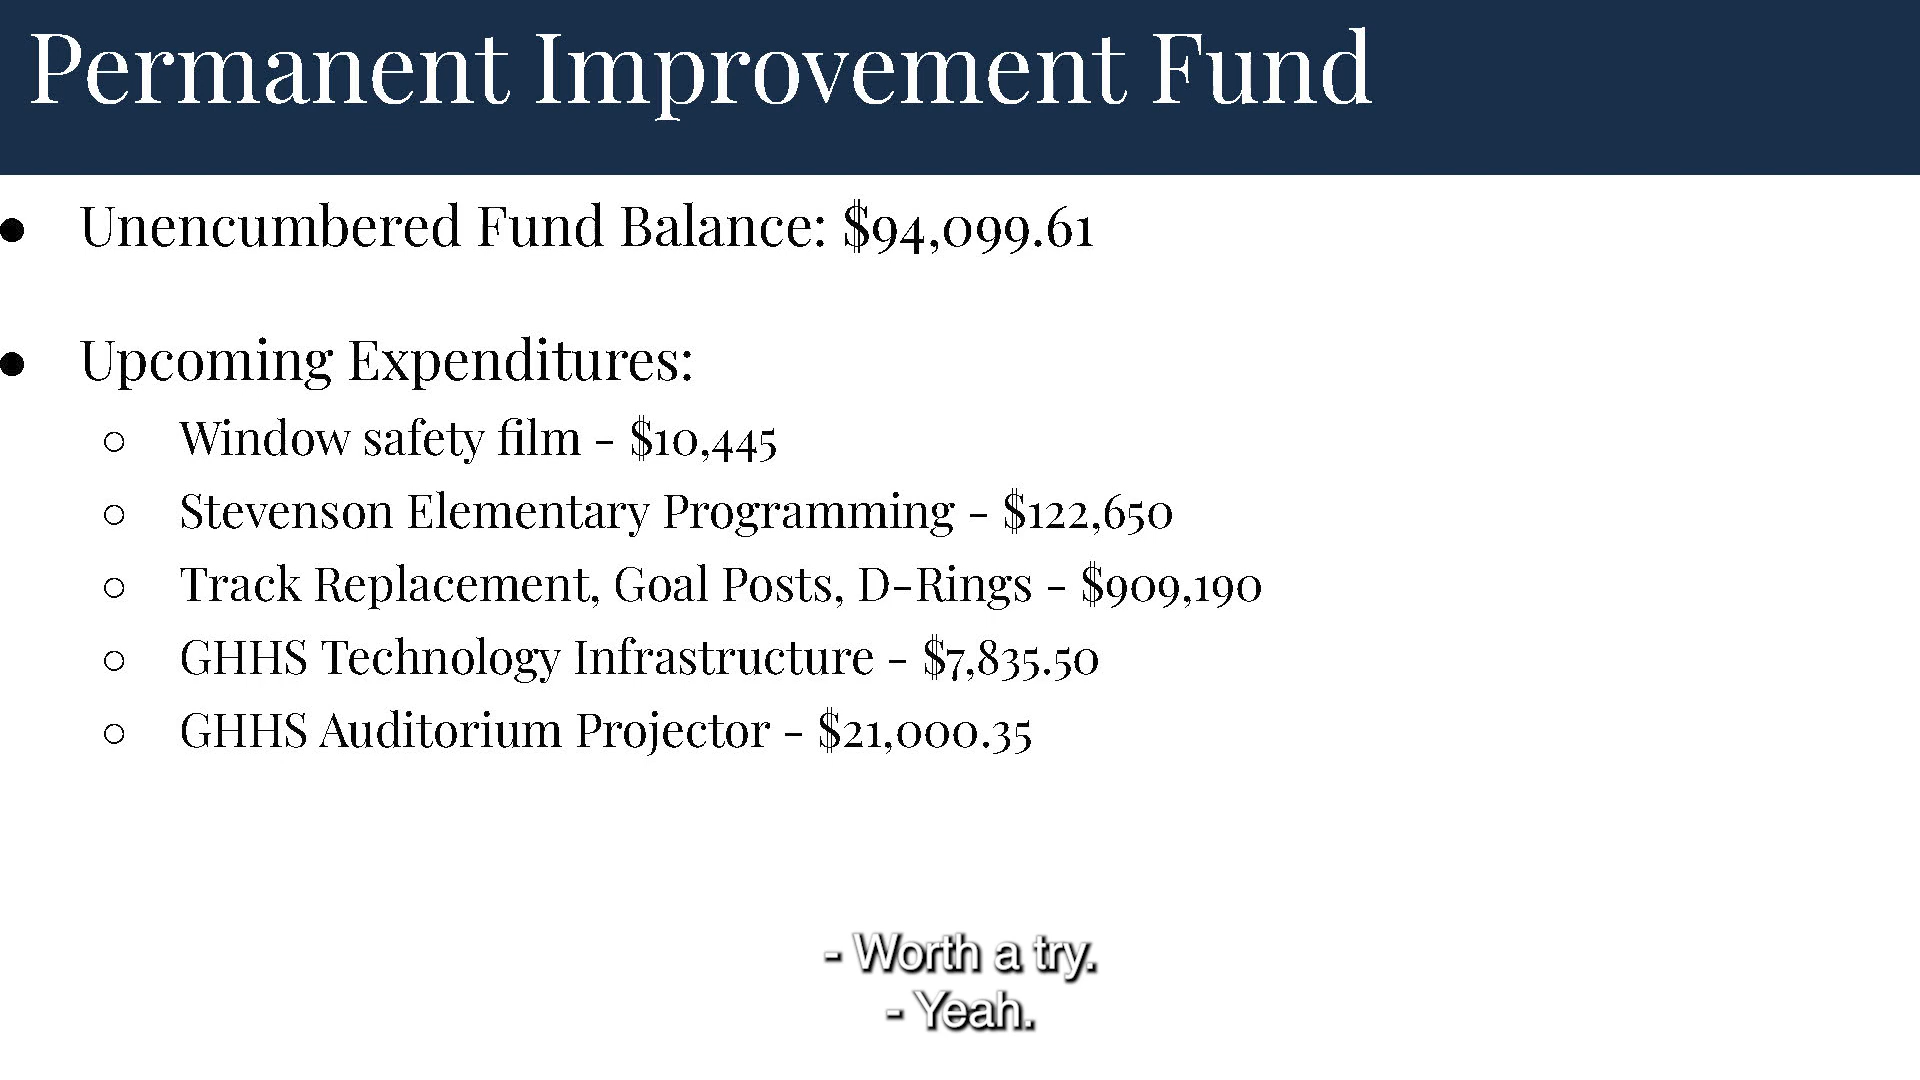 Permanent Improvement Fund
● Unencumbered Fund Balance: $94,099.61
● Upcoming Expenditures:
○ Window safety film - $10,445
○ Stevenson Elementary Programming - $122,650
○ Track Replacement, Goal Posts, D-Rings - $909,190
○ GHHS Technology Infrastructure - $7,835.50
○ GHHS Auditorium Projector - $21,000.35
- Worth a try.
- Yeah.